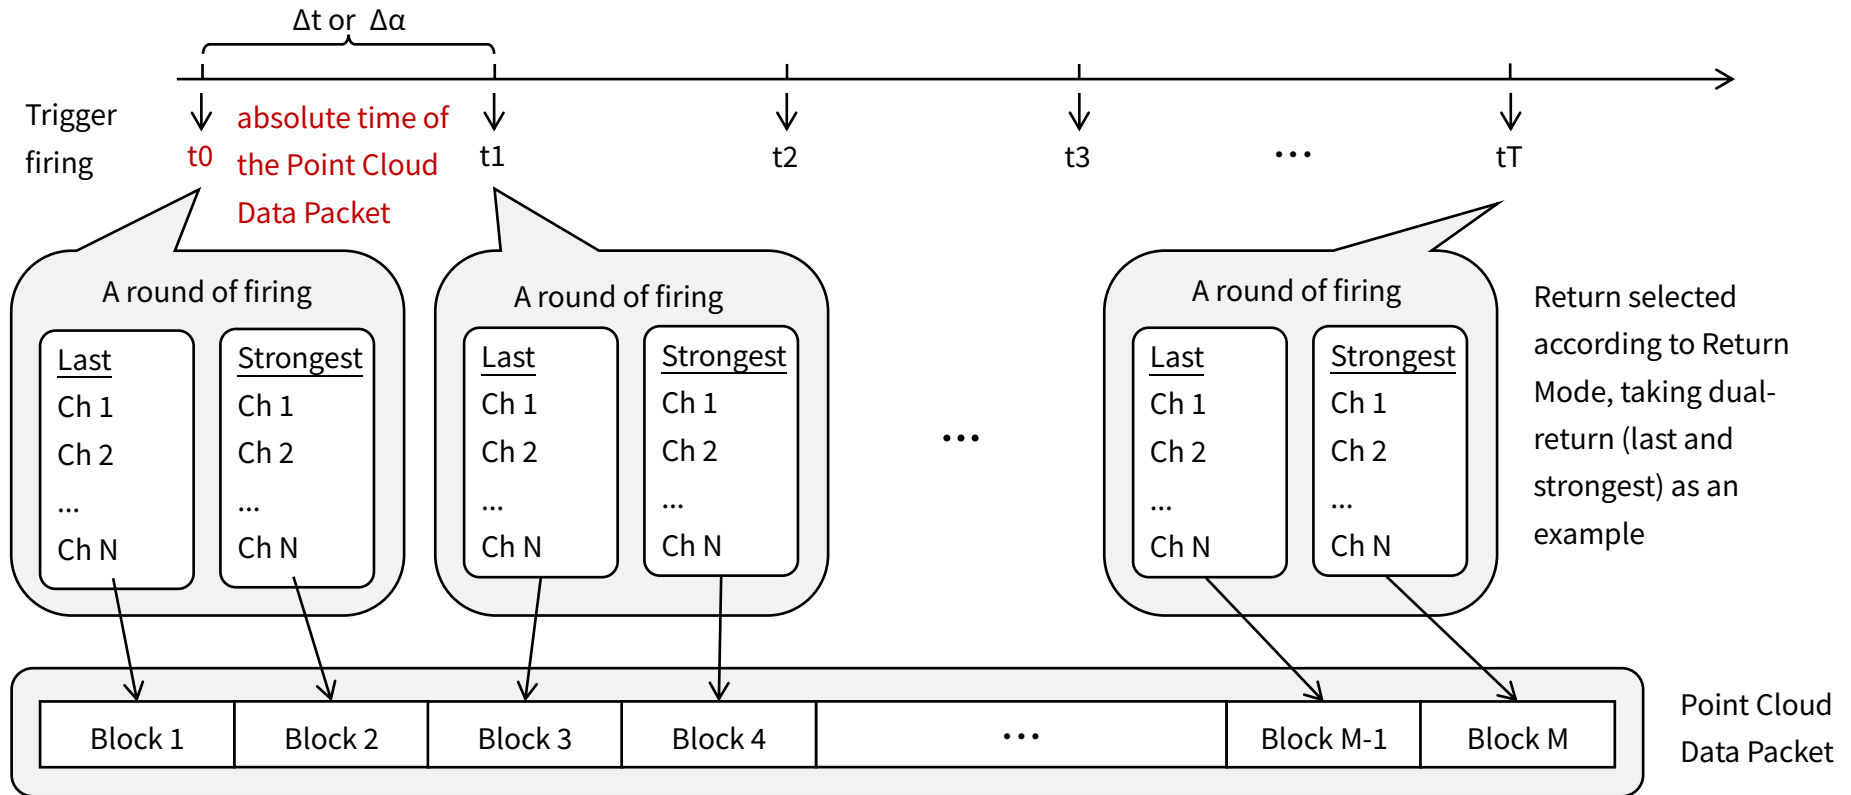 Δt or Δα
Trigger
firing
t0
absolute time of
the Point Cloud
Data Packet
t1
t2
t3
...
tT
A round of firing
Last
Ch 1
Ch 2
...
Ch N
Strongest
Ch 1
Ch 2
...
Ch N
A round of firing
Last
Ch 1
Ch 2
...
Ch N
Strongest
Ch 1
Ch 2
...
Ch N
...
A round of firing
Last
Ch 1
Ch 2
...
Ch N
Strongest
Ch 1
Ch 2
...
Ch N
Return selected
according to Return
Mode, taking dual-
return (last and
strongest) as an
example
Block 1
Block 2
Block 3
Block 4
...
Block M-1
Block M
Point Cloud
Data Packet